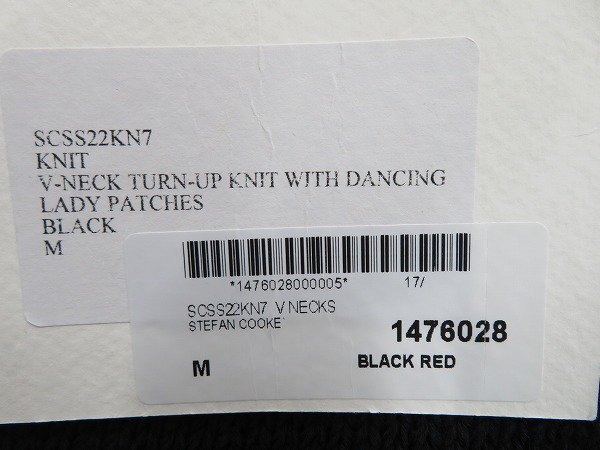 SCSS22KN7
KNIT
V-NECK TURN-UP KNIT WITH DANCING
LADY PATCHES
BLACK
M
*1476028000005* 17/
SCSS22KN7 V NECKS
STEFAN COOKE
1476028
M BLACK RED